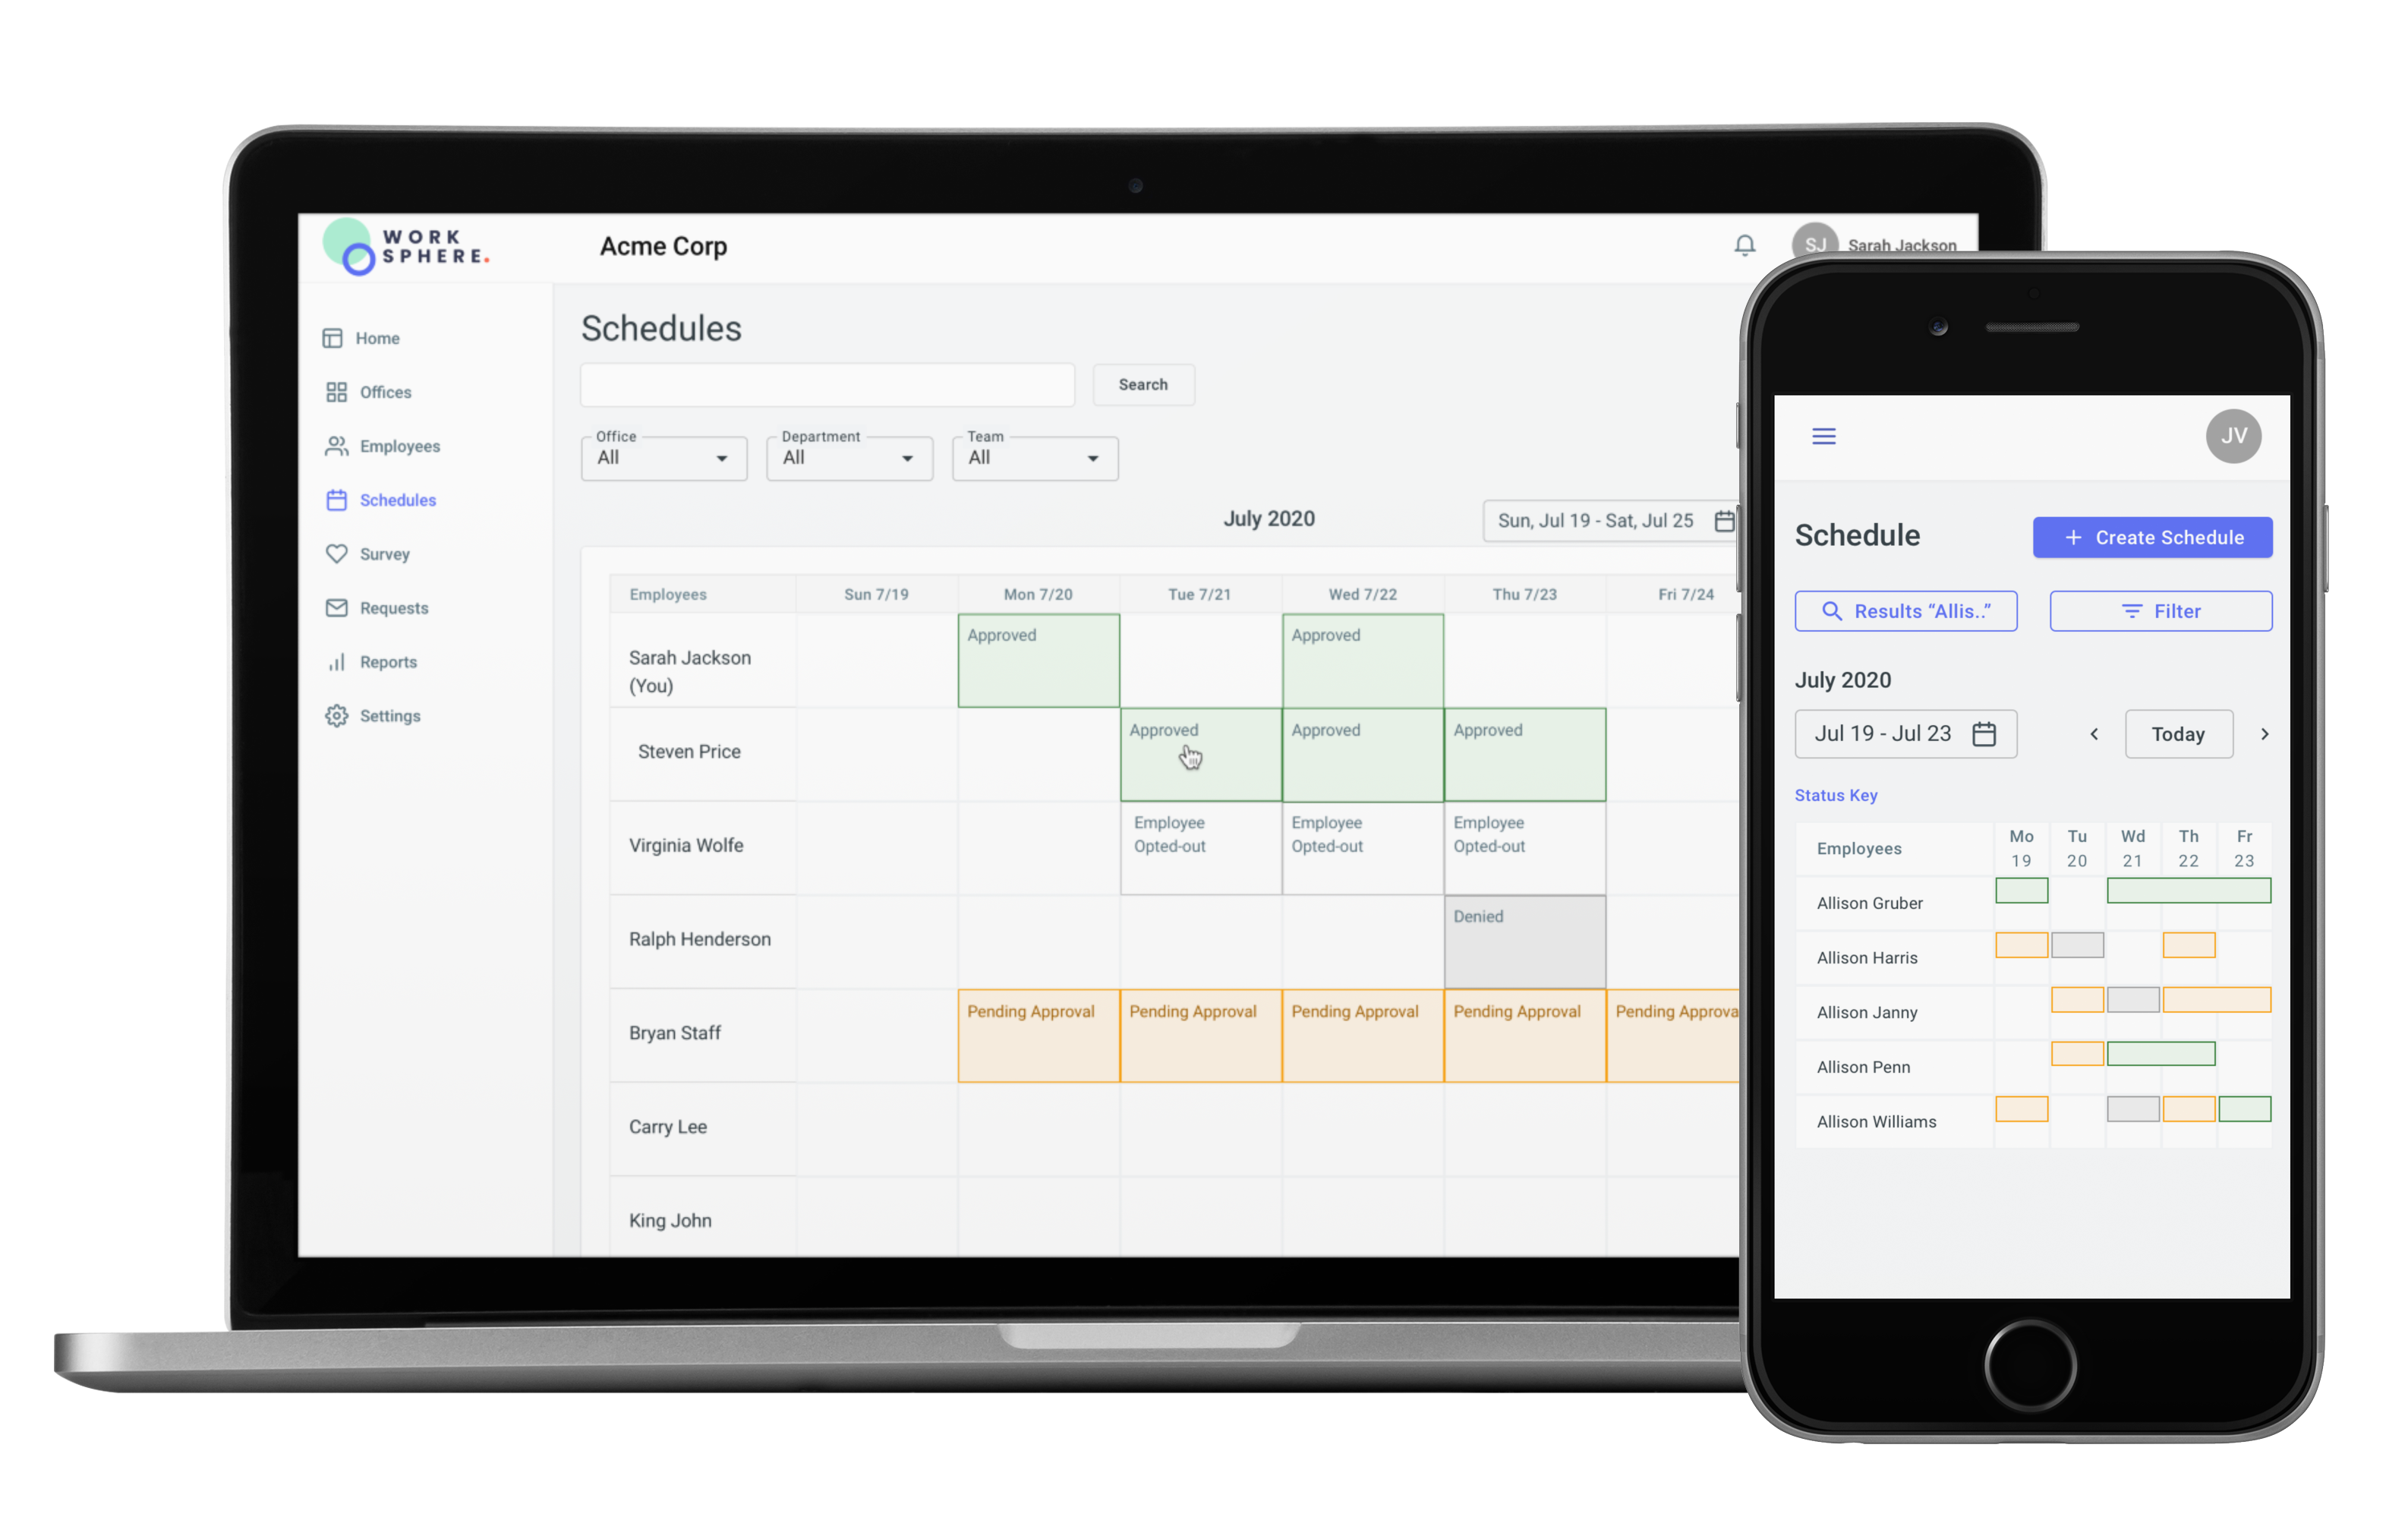 WORK
SPHERE.
Acme Corp
SJ Sarah Jackson
Home
Offices
Employees
Schedules
Survey
Requests
Reports
Settings
Schedules
Search
Office
All
Department
All
Team
All
July 2020
Sun, Jul 19 - Sat, Jul 25
Employees Sun 7/19 Mon 7/20 Tue 7/21 Wed 7/22 Thu 7/23 Fri 7/24
Sarah Jackson
(You)
Approved Approved
Steven Price
Approved Approved Approved
Virginia Wolfe
Employee
Opted-out
Employee
Opted-out
Employee
Opted-out
Ralph Henderson
Denied
Bryan Staff
Pending Approval Pending Approval Pending Approval Pending Approval Pending Approva
Carry Lee
King John
JV
Schedule
+ Create Schedule
Results “Allis..”
Filter
July 2020
Jul 19 - Jul 23
‹ Today ›
Status Key
Employees
Mo
19
Tu
20
Wd
21
Th
22
Fr
23
Allison Gruber
Allison Harris
Allison Janny
Allison Penn
Allison Williams